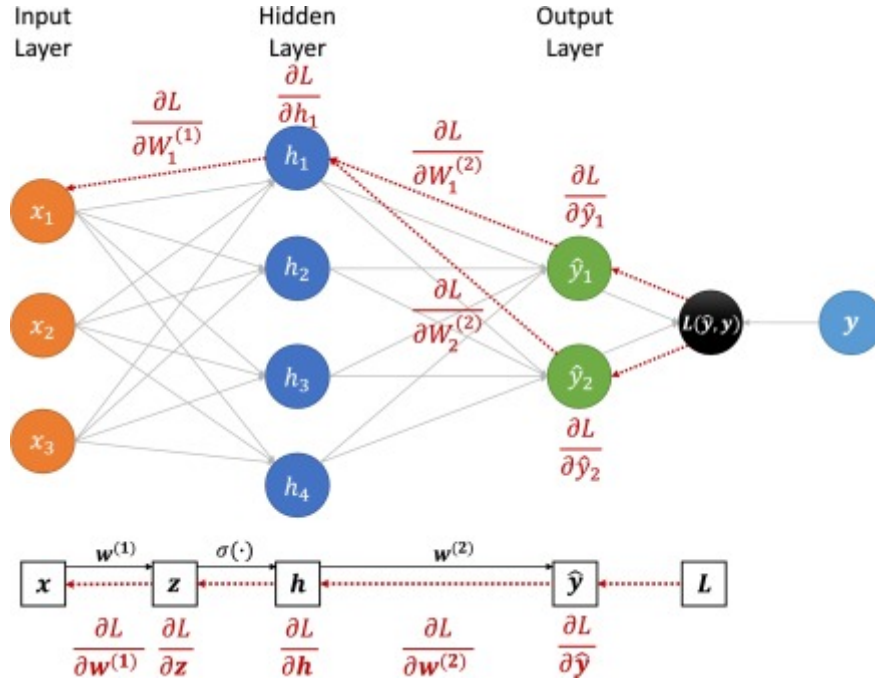 Input Layer
Hidden Layer
Output Layer
∂L/∂h₁
∂L/∂W₁⁽¹⁾
∂L/∂W₁⁽²⁾
h₁
∂L/∂ŷ₁
x₁
h₂
ŷ₁
∂L/∂W₂⁽²⁾
x₂
L(ŷ, y)
y
h₃
ŷ₂
x₃
∂L/∂ŷ₂
h₄
w⁽¹⁾ σ(·) w⁽²⁾
x z h ŷ L
∂L/∂w⁽¹⁾ ∂L/∂z ∂L/∂h ∂L/∂w⁽²⁾ ∂L/∂ŷ